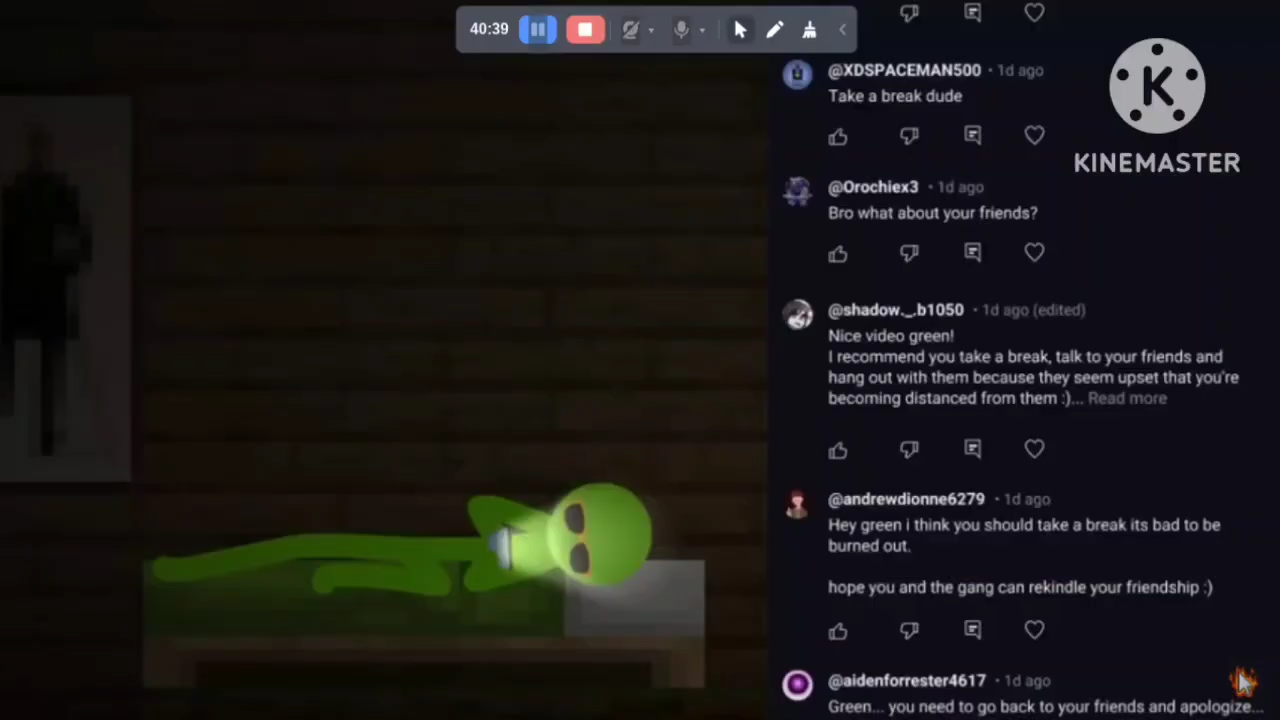 40:39
@XDSPACEMAN500 • 1d ago
Take a break dude
KINEMASTER
@Orochiex3 • 1d ago
Bro what about your friends?
@shadow._.b1050 • 1d ago (edited)
Nice video green!
I recommend you take a break, talk to your friends and
hang out with them because they seem upset that you're
becoming distanced from them :)... Read more
@andrewdionne6279 • 1d ago
Hey green i think you should take a break its bad to be
burned out.
hope you and the gang can rekindle your friendship :)
@aidenforrester4617 • 1d ago
Green... you need to go back to your friends and apologize...